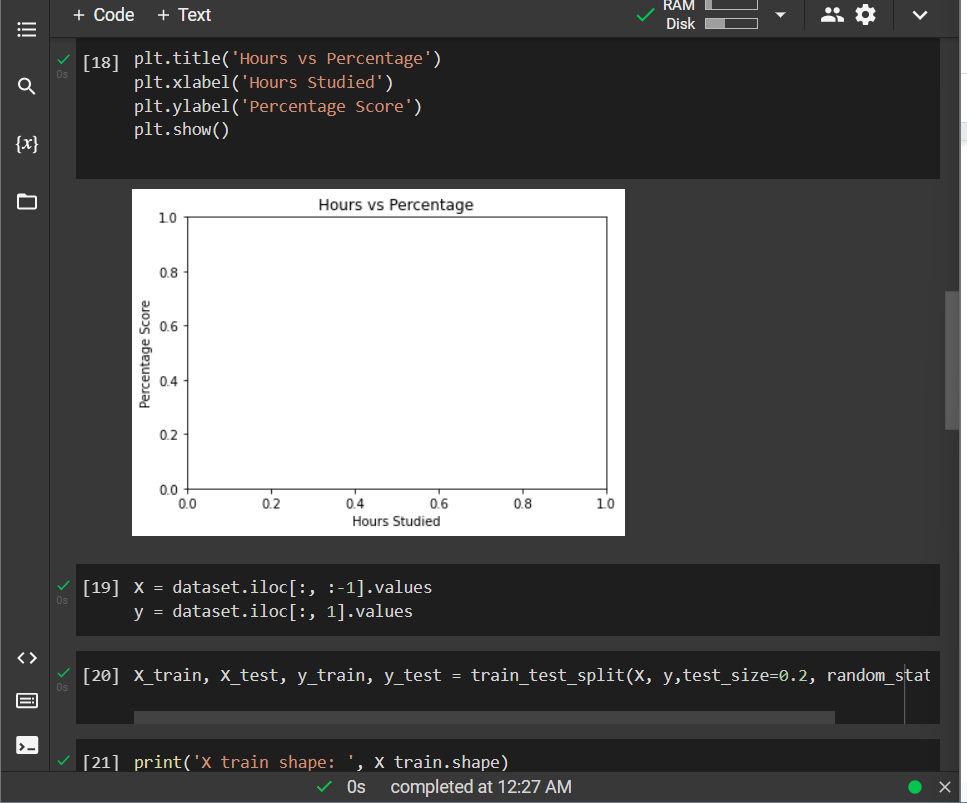 + Code + Text
RAM
Disk
[18] plt.title('Hours vs Percentage')
plt.xlabel('Hours Studied')
plt.ylabel('Percentage Score')
plt.show()
0s
{x}
Hours vs Percentage
1.0
0.8
0.6
0.4
0.2
0.0
Percentage Score
0.0 0.2 0.4 0.6 0.8 1.0
Hours Studied
[19] X = dataset.iloc[:, :-1].values
0s
y = dataset.iloc[:, 1].values
[20] X_train, X_test, y_train, y_test = train_test_split(X, y,test_size=0.2, random_stat
0s
[21] print('X train shape: ', X train.shape)
0s completed at 12:27 AM